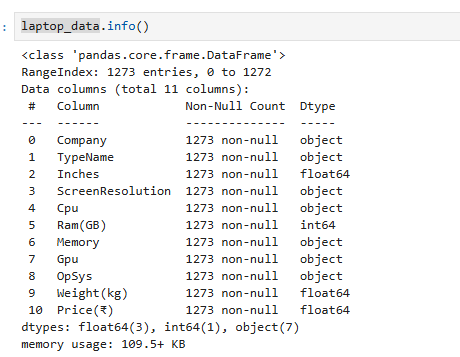 : laptop_data.info()
<class 'pandas.core.frame.DataFrame'>
RangeIndex: 1273 entries, 0 to 1272
Data columns (total 11 columns):
 #   Column            Non-Null Count  Dtype
---  ------            --------------  -----
 0   Company           1273 non-null   object
 1   TypeName          1273 non-null   object
 2   Inches            1273 non-null   float64
 3   ScreenResolution  1273 non-null   object
 4   Cpu               1273 non-null   object
 5   Ram(GB)           1273 non-null   int64
 6   Memory            1273 non-null   object
 7   Gpu               1273 non-null   object
 8   OpSys             1273 non-null   object
 9   Weight(kg)        1273 non-null   float64
 10  Price(₹)          1273 non-null   float64
dtypes: float64(3), int64(1), object(7)
memory usage: 109.5+ KB